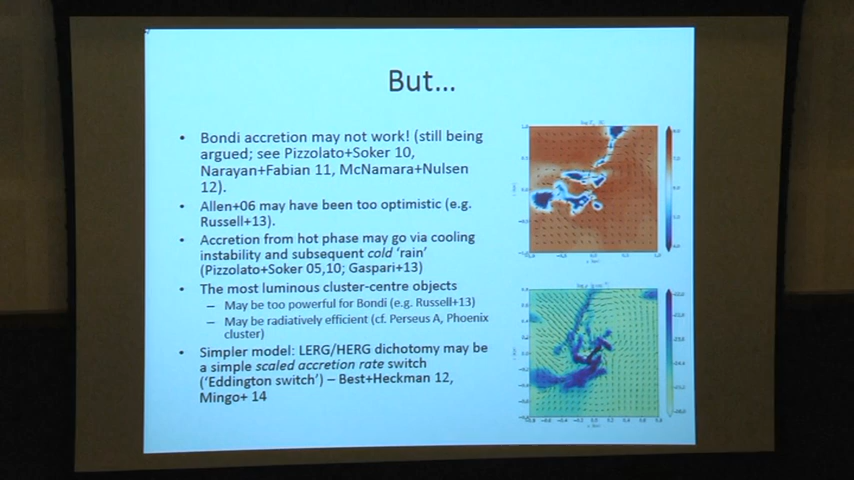 But...
• Bondi accretion may not work! (still being
argued; see Pizzolato+Soker 10,
Narayan+Fabian 11, McNamara+Nulsen
12).
• Allen+06 may have been too optimistic (e.g.
Russell+13).
• Accretion from hot phase may go via cooling
instability and subsequent cold ‘rain’
(Pizzolato+Soker 05,10; Gaspari+13)
• The most luminous cluster-centre objects
– May be too powerful for Bondi (e.g. Russell+13)
– May be radiatively efficient (cf. Perseus A, Phoenix
cluster)
• Simpler model: LERG/HERG dichotomy may be
a simple scaled accretion rate switch
(‘Eddington switch’) – Best+Heckman 12,
Mingo+ 14